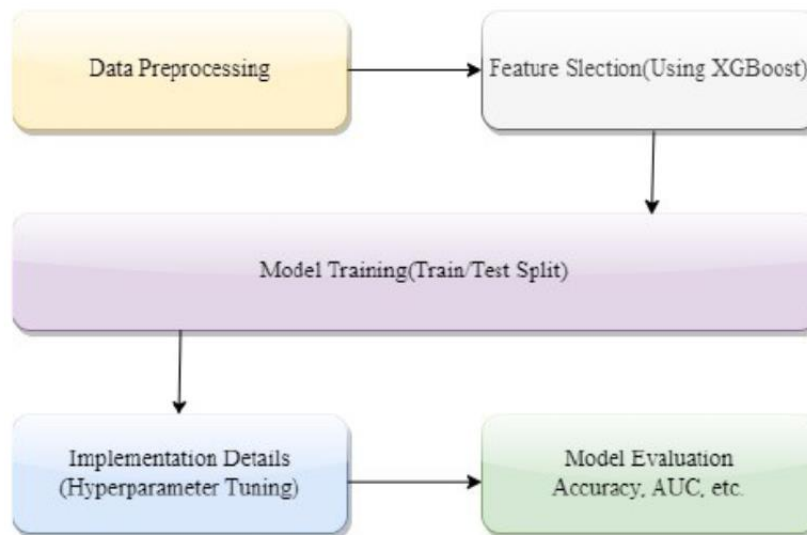 Data Preprocessing
Feature Slection(Using XGBoost)
Model Training(Train/Test Split)
Implementation Details
(Hyperparameter Tuning)
Model Evaluation
Accuracy, AUC, etc.